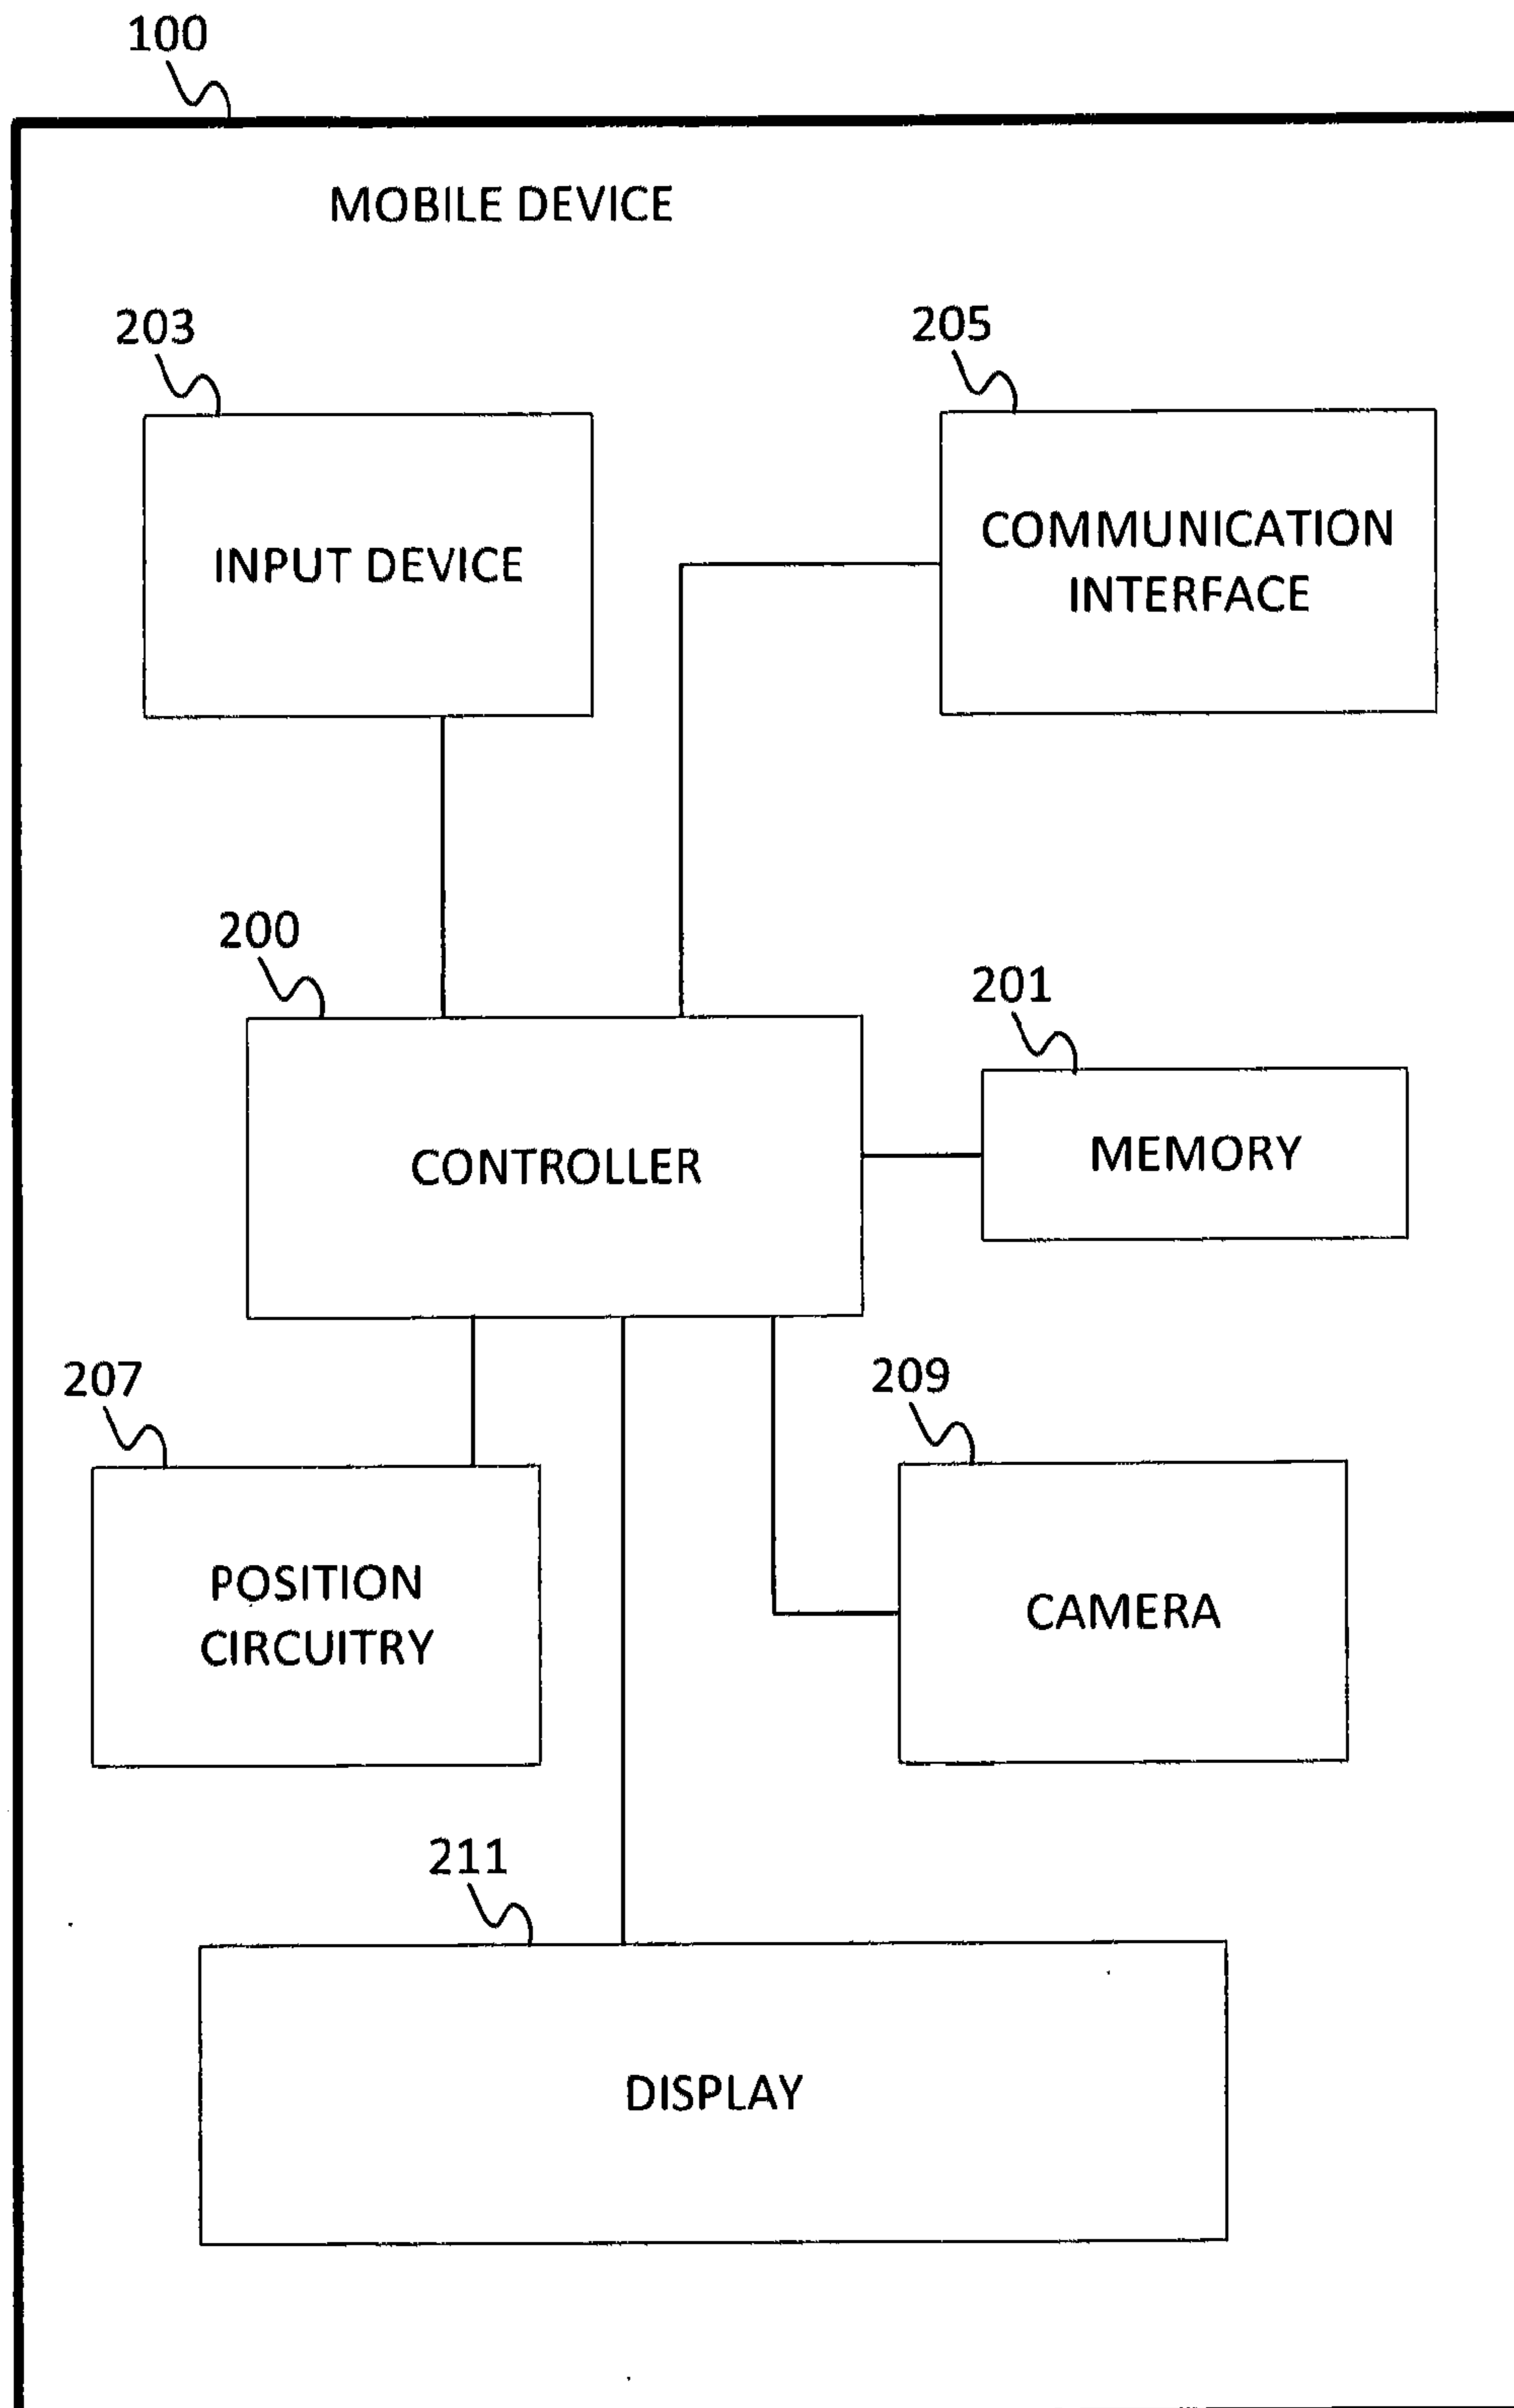 100
MOBILE DEVICE
203
205
INPUT DEVICE
COMMUNICATION
INTERFACE
200
201
CONTROLLER
MEMORY
207
209
POSITION
CIRCUITRY
CAMERA
211
DISPLAY